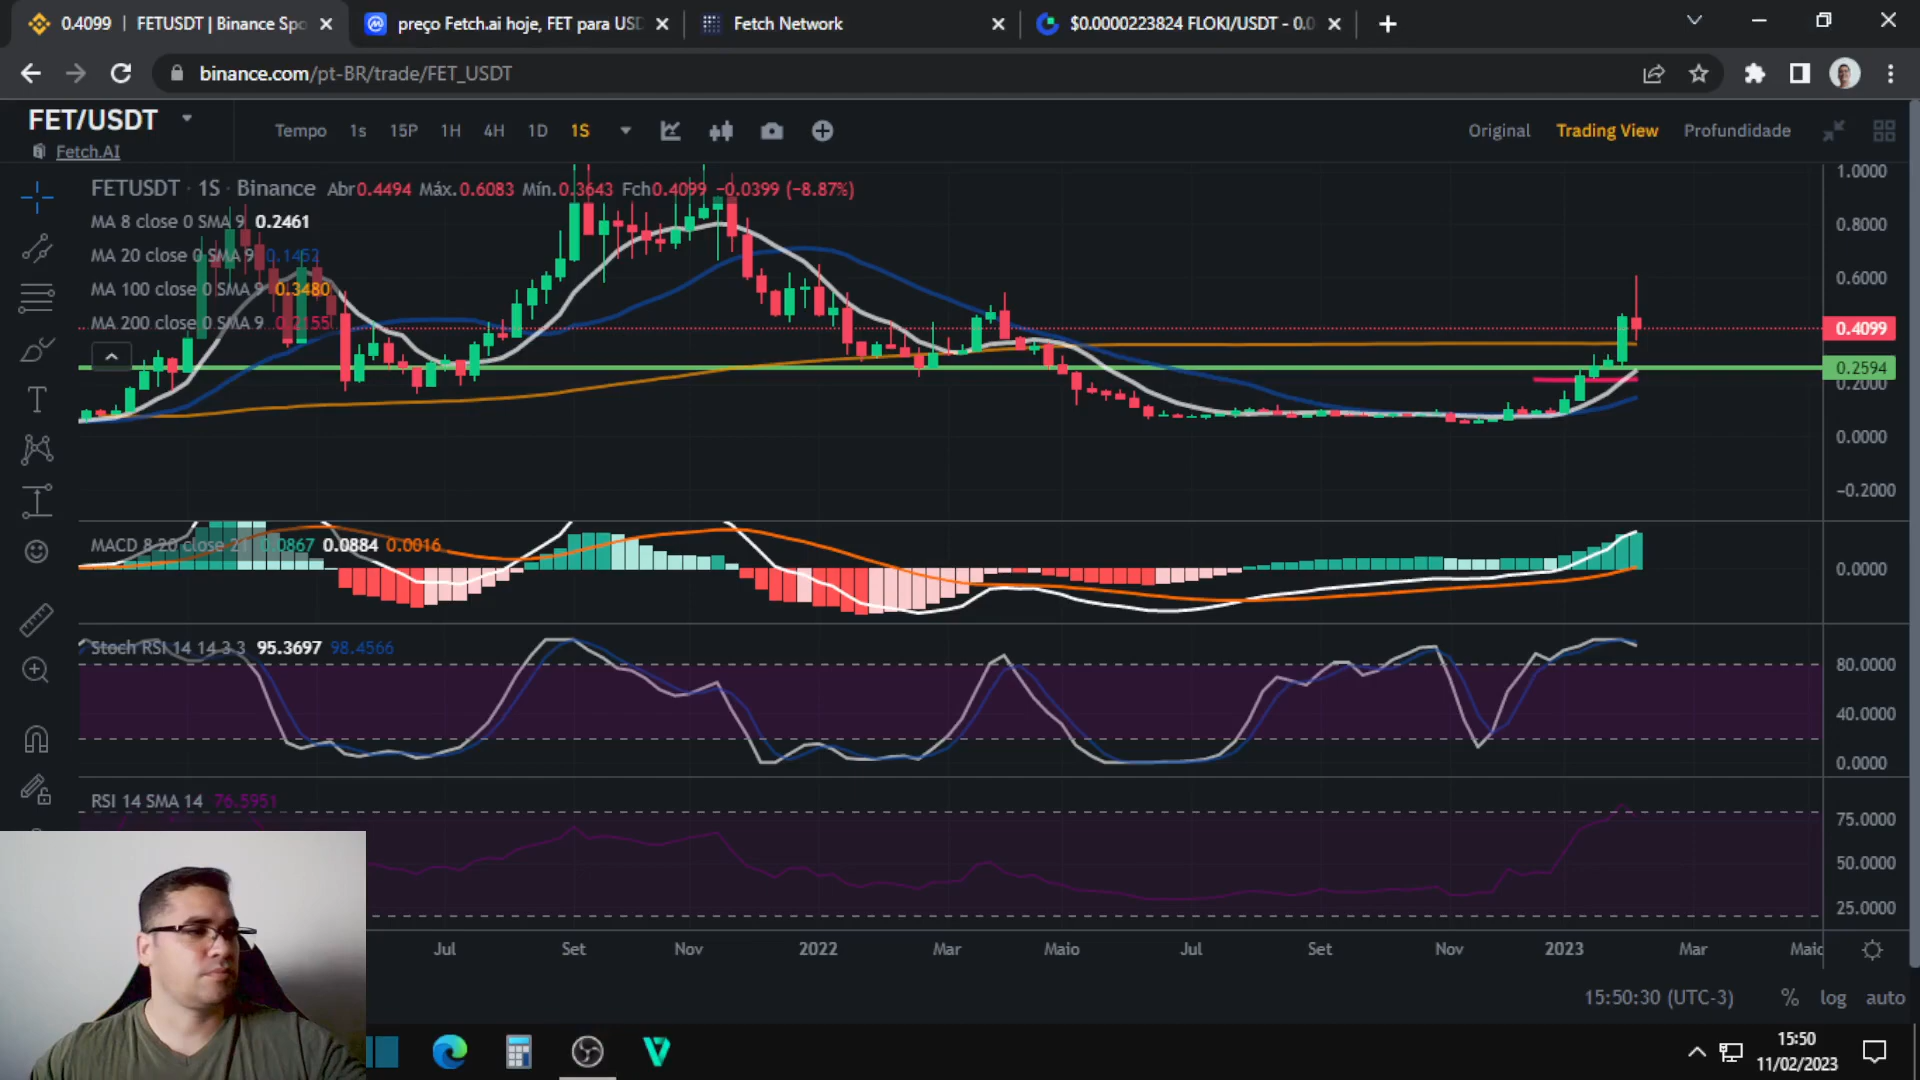 0.4099 | FETUSDT | Binance Spo
preço Fetch.ai hoje, FET para USD
Fetch Network
$0.0000223824 FLOKI/USDT - 0.0
binance.com/pt-BR/trade/FET_USDT
FET/USDT
Fetch.AI
Tempo 1s 15P 1H 4H 1D 1S
Original Trading View Profundidade
FETUSDT · 1S · Binance Abr0.4494 Máx.0.6083 Mín.0.3643 Fch0.4099 −0.0399 (−8.87%)
MA 8 close 0 SMA 9 0.2461
MA 20 close 0 SMA 9 0.1452
MA 100 close 0 SMA 9 0.3480
MA 200 close 0 SMA 9 0.2155
1.0000
0.8000
0.6000
0.4099
0.2594
0.2000
0.0000
−0.2000
MACD 8 20 close 21 0.0867 0.0884 0.0016
0.0000
Stoch RSI 14 14 3 3 95.3697 98.4566
80.0000
40.0000
0.0000
RSI 14 SMA 14 76.5951
75.0000
50.0000
25.0000
Jul Set Nov 2022 Mar Maio Jul Set Nov 2023 Mar Maio
15:50:30 (UTC-3) % log auto
15:50
11/02/2023